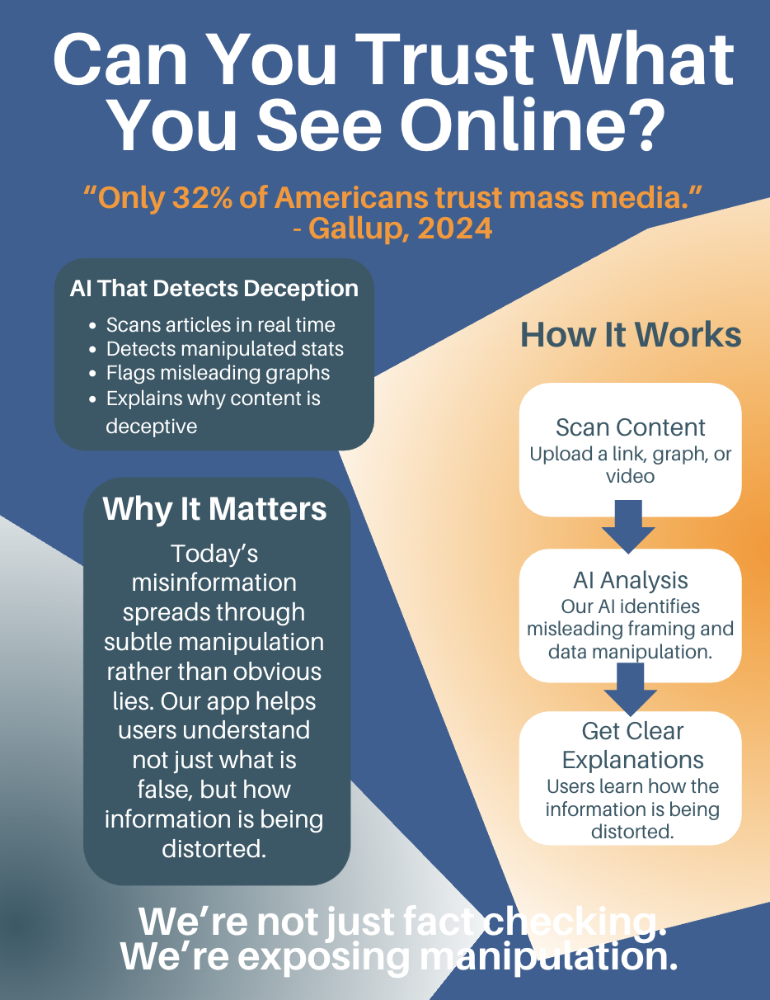 Can You Trust What
You See Online?
“Only 32% of Americans trust mass media.”
- Gallup, 2024
AI That Detects Deception
• Scans articles in real time
• Detects manipulated stats
• Flags misleading graphs
• Explains why content is
deceptive
Why It Matters
Today’s
misinformation
spreads through
subtle manipulation
rather than obvious
lies. Our app helps
users understand
not just what is
false, but how
information is being
distorted.
How It Works
Scan Content
Upload a link, graph, or
video
AI Analysis
Our AI identifies
misleading framing and
data manipulation.
Get Clear
Explanations
Users learn how the
information is being
distorted.
We’re not just fact checking.
We’re exposing manipulation.